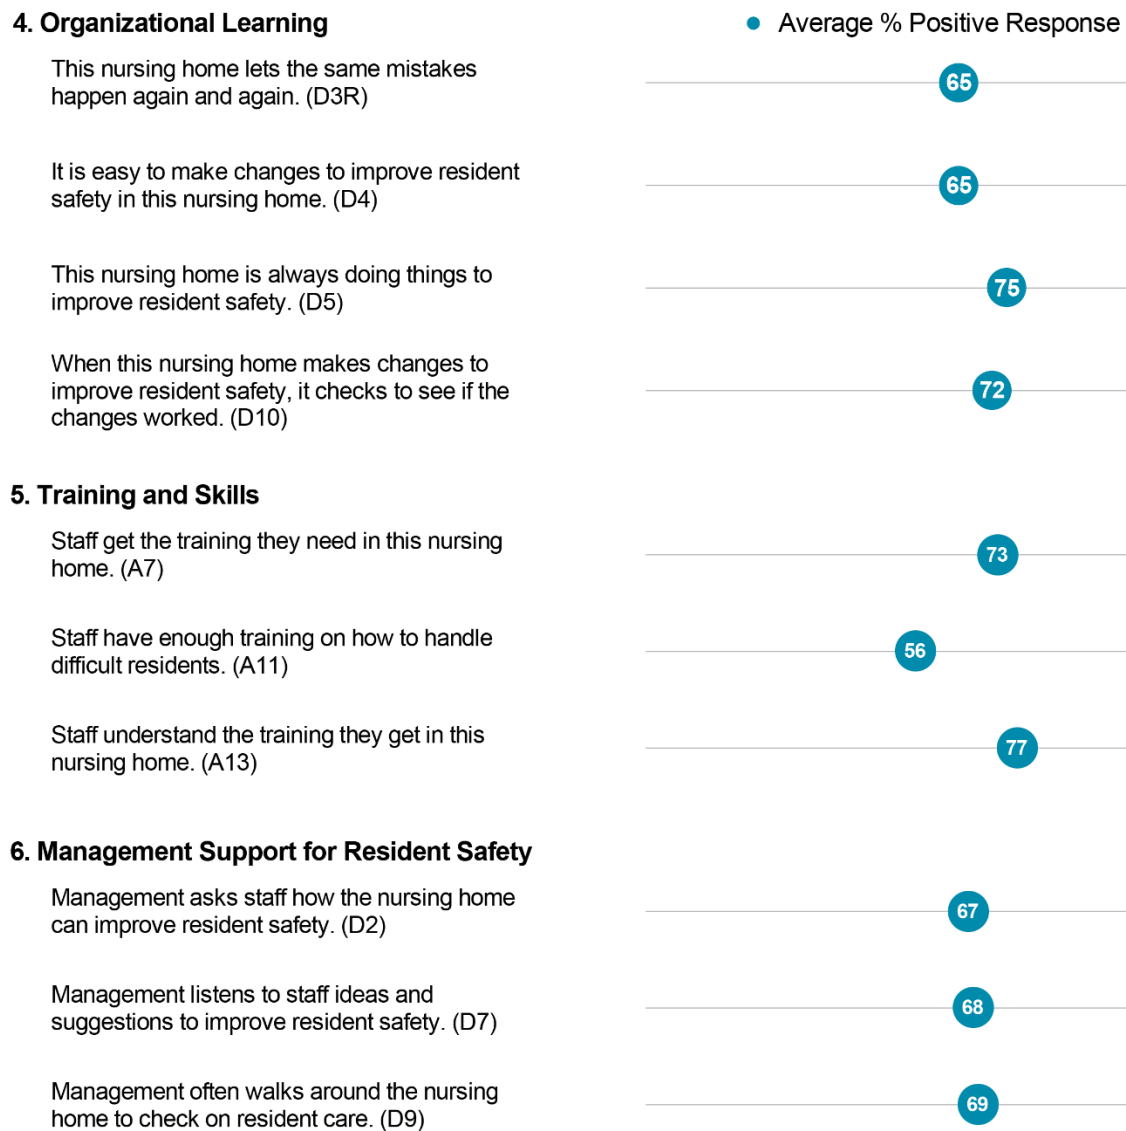 4. Organizational Learning
Average % Positive Response
This nursing home lets the same mistakes
happen again and again. (D3R)
65
It is easy to make changes to improve resident
safety in this nursing home. (D4)
65
This nursing home is always doing things to
improve resident safety. (D5)
75
When this nursing home makes changes to
improve resident safety, it checks to see if the
changes worked. (D10)
72
5. Training and Skills
Staff get the training they need in this nursing
home. (A7)
73
Staff have enough training on how to handle
difficult residents. (A11)
56
Staff understand the training they get in this
nursing home. (A13)
77
6. Management Support for Resident Safety
Management asks staff how the nursing home
can improve resident safety. (D2)
67
Management listens to staff ideas and
suggestions to improve resident safety. (D7)
68
Management often walks around the nursing
home to check on resident care. (D9)
69